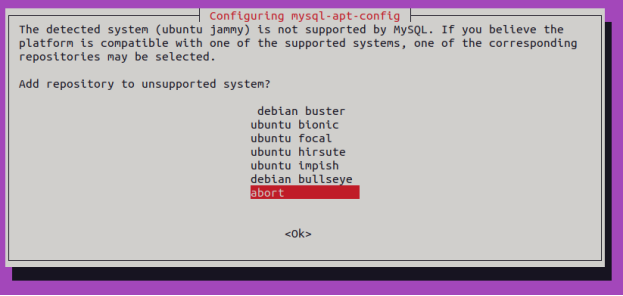 Configuring mysql-apt-config
The detected system (ubuntu jammy) is not supported by MySQL. If you believe the
platform is compatible with one of the supported systems, one of the corresponding
repositories may be selected.
Add repository to unsupported system?
debian buster
ubuntu bionic
ubuntu focal
ubuntu hirsute
ubuntu impish
debian bullseye
abort
<Ok>